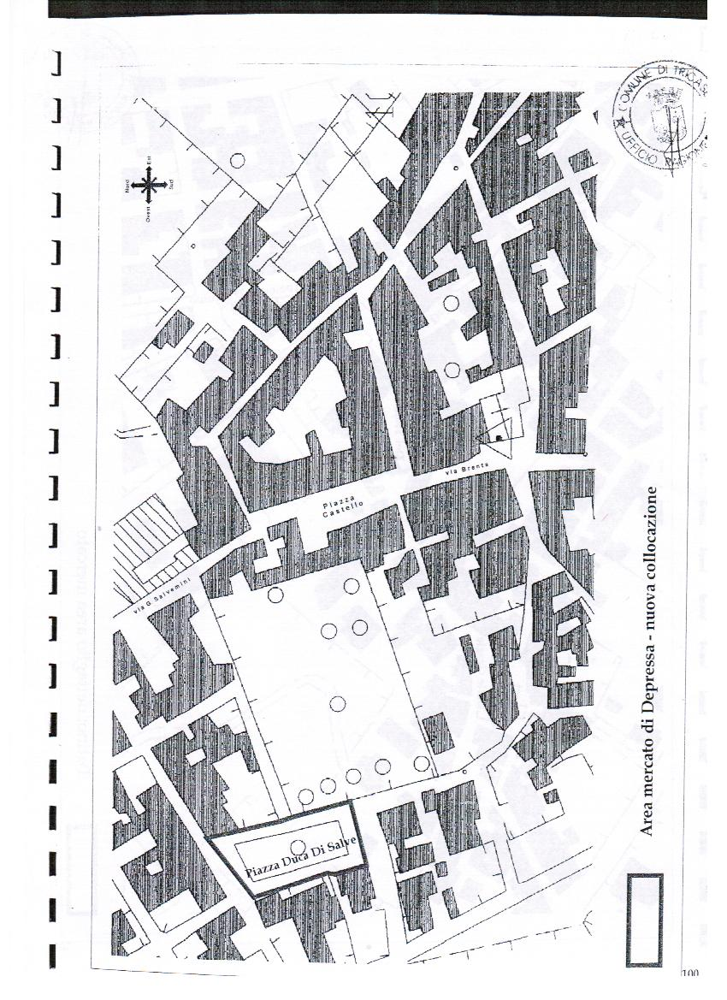 COMUNE DI TRICAS
UFFICIO
Nord
Est
Sud
Ovest
via G. Salvemini
Piazza
Castello
via Brenta
Piazza Duca Di Salve
Area mercato di Depressa - nuova collocazione
100